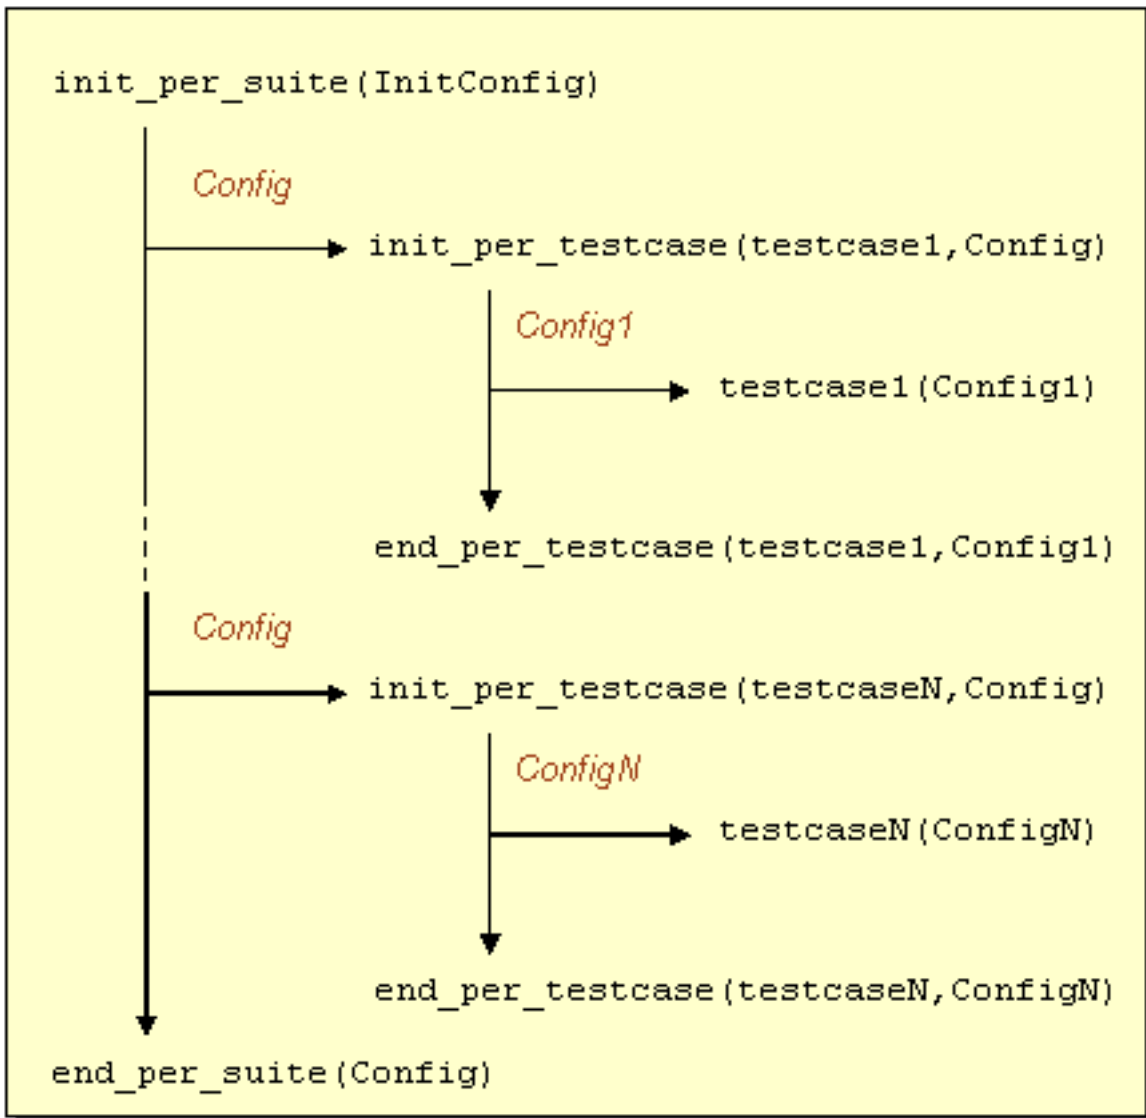 init_per_suite(InitConfig)
Config
init_per_testcase(testcase1,Config)
Config1
testcase1(Config1)
end_per_testcase(testcase1,Config1)
Config
init_per_testcase(testcaseN,Config)
ConfigN
testcaseN(ConfigN)
end_per_testcase(testcaseN,ConfigN)
end_per_suite(Config)